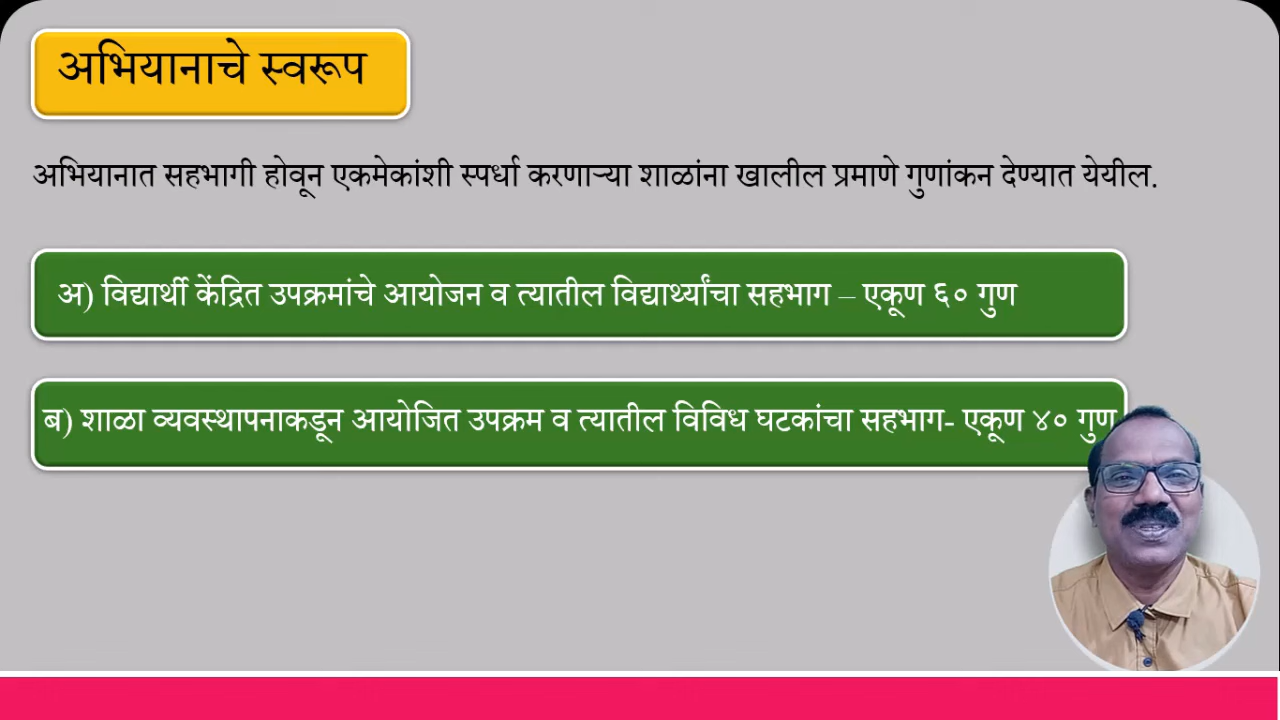 अभियानाचे स्वरूप
अभियानात सहभागी होवून एकमेकांशी स्पर्धा करणाऱ्या शाळांना खालील प्रमाणे गुणांकन देण्यात येयील.
अ) विद्यार्थी केंद्रित उपक्रमांचे आयोजन व त्यातील विद्यार्थ्यांचा सहभाग – एकूण ६० गुण
ब) शाळा व्यवस्थापनाकडून आयोजित उपक्रम व त्यातील विविध घटकांचा सहभाग- एकूण ४० गुण